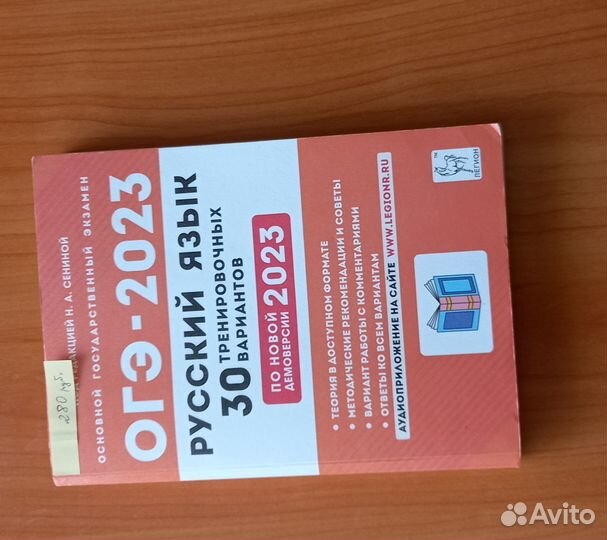 280 руб.
РЕДАКЦИЕЙ Н. А. СЕНИНОЙ
ОСНОВНОЙ ГОСУДАРСТВЕННЫЙ ЭКЗАМЕН
ОГЭ-2023
РУССКИЙ ЯЗЫК
30 ТРЕНИРОВОЧНЫХ
ВАРИАНТОВ
ПО НОВОЙ
ДЕМОВЕРСИИ 2023
• ТЕОРИЯ В ДОСТУПНОМ ФОРМАТЕ
• МЕТОДИЧЕСКИЕ РЕКОМЕНДАЦИИ И СОВЕТЫ
• ВАРИАНТ РАБОТЫ С КОММЕНТАРИЯМИ
• ОТВЕТЫ КО ВСЕМ ВАРИАНТАМ
АУДИОПРИЛОЖЕНИЕ НА САЙТЕ WWW.LEGIONR.RU
ЛЕГИОН
Avito